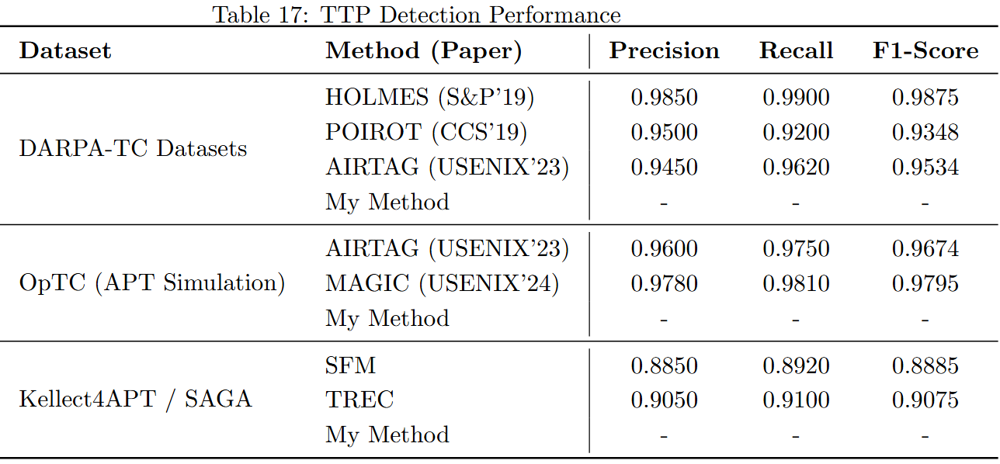 Table 17: TTP Detection Performance
Dataset Method (Paper) Precision Recall F1-Score
HOLMES (S&P’19) 0.9850 0.9900 0.9875
POIROT (CCS’19) 0.9500 0.9200 0.9348
DARPA-TC Datasets
AIRTAG (USENIX’23) 0.9450 0.9620 0.9534
My Method - - -
AIRTAG (USENIX’23) 0.9600 0.9750 0.9674
OpTC (APT Simulation) MAGIC (USENIX’24) 0.9780 0.9810 0.9795
My Method - - -
SFM 0.8850 0.8920 0.8885
Kellect4APT / SAGA TREC 0.9050 0.9100 0.9075
My Method - - -